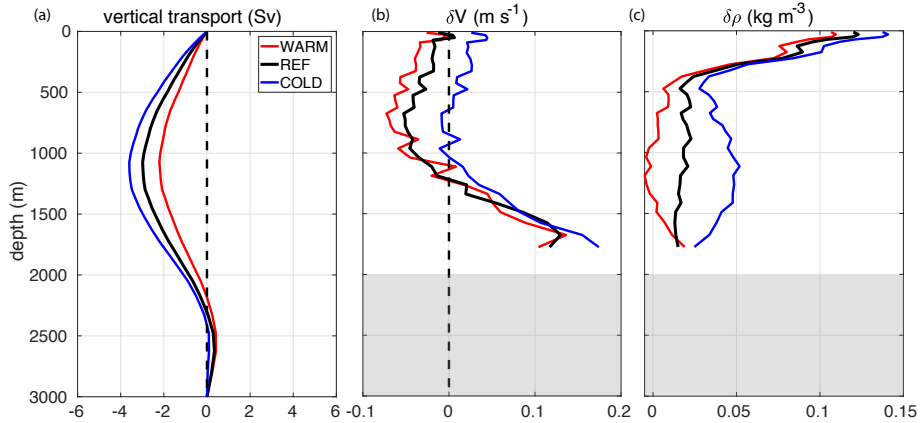 (a) vertical transport (Sv)
WARM
REF
COLD
depth (m)
0
500
1000
1500
2000
2500
3000
-6 -4 -2 0 2 4 6
(b) δV (m s⁻¹)
-0.1 0 0.1 0.2
(c) δρ (kg m⁻³)
0 0.05 0.1 0.15